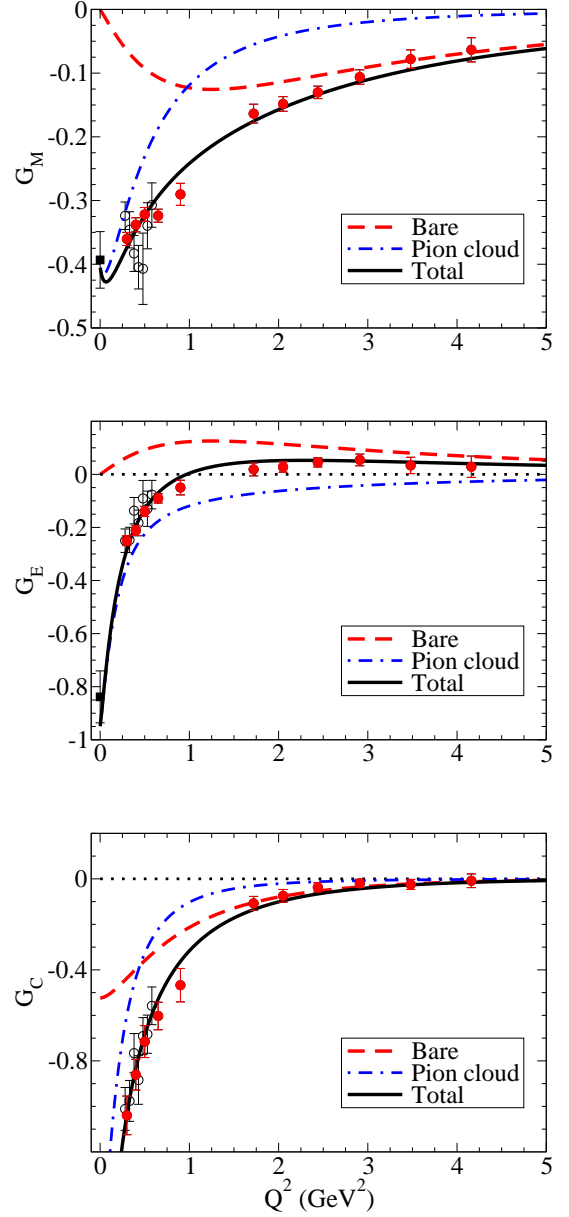 0
-0.1
-0.2
-0.3
-0.4
-0.5
G_M
0 1 2 3 4 5
Bare
Pion cloud
Total
0
-0.2
-0.4
-0.6
-0.8
-1
G_E
0 1 2 3 4 5
Bare
Pion cloud
Total
0
-0.4
-0.8
G_C
0 1 2 3 4 5
Bare
Pion cloud
Total
Q^2 (GeV^2)